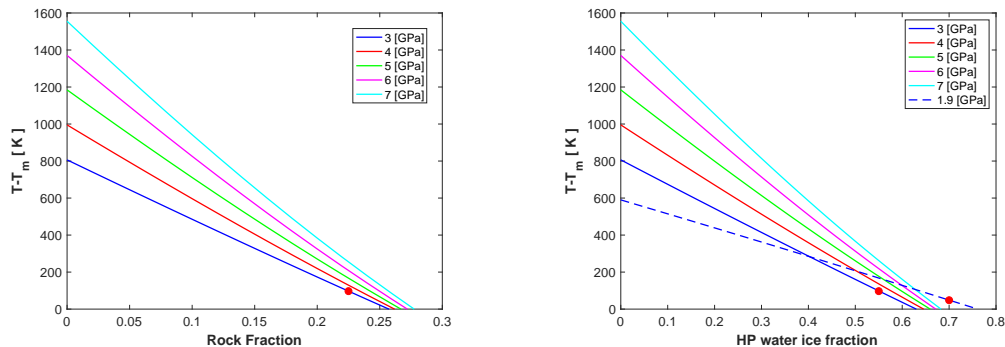 1600
1400
1200
1000
800
600
400
200
0
T-Tm [ K ]
0 0.05 0.1 0.15 0.2 0.25 0.3
Rock Fraction
3 [GPa]
4 [GPa]
5 [GPa]
6 [GPa]
7 [GPa]
1600
1400
1200
1000
800
600
400
200
0
T-Tm [ K ]
0 0.1 0.2 0.3 0.4 0.5 0.6 0.7 0.8
HP water ice fraction
3 [GPa]
4 [GPa]
5 [GPa]
6 [GPa]
7 [GPa]
1.9 [GPa]